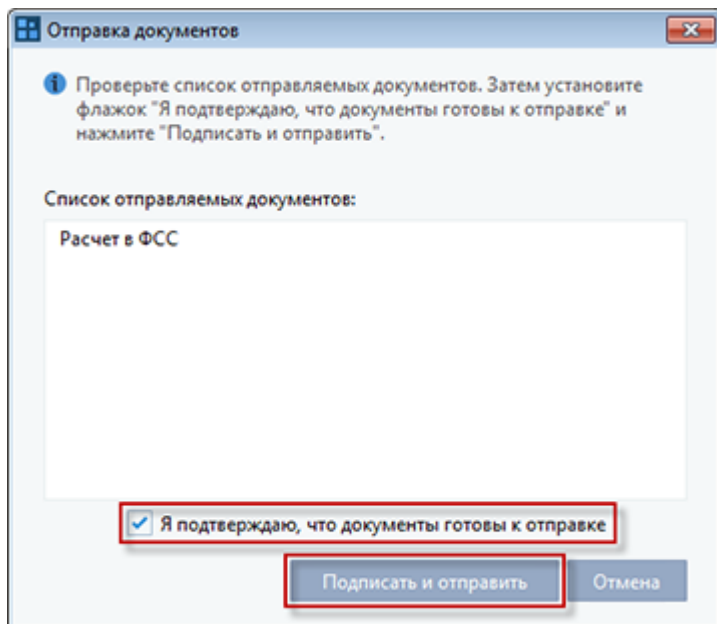 Отправка документов
Проверьте список отправляемых документов. Затем установите
флажок "Я подтверждаю, что документы готовы к отправке" и
нажмите "Подписать и отправить".
Список отправляемых документов:
Расчет в ФСС
Я подтверждаю, что документы готовы к отправке
Подписать и отправить
Отмена